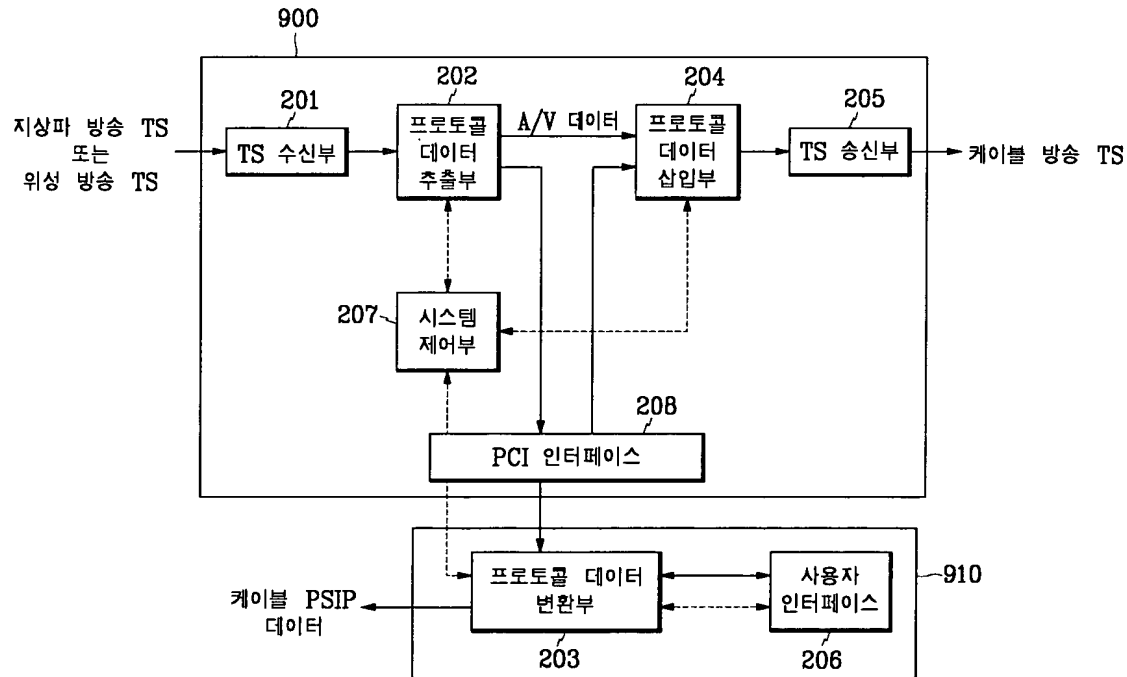 900
지상파 방송 TS
또는
위성 방송 TS
201
TS 수신부
202
프로토콜
데이터
추출부
A/V 데이터
204
프로토콜
데이터
삽입부
205
TS 송신부
케이블 방송 TS
207
시스템
제어부
208
PCI 인터페이스
910
프로토콜 데이터
변환부
203
사용자
인터페이스
206
케이블 PSIP
데이터